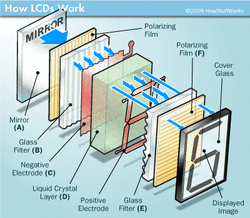 How LCDs Work
©2009 HowStuffWorks
MIRROR
Polarizing
Film
Polarizing
Film (F)
Cover
Glass
Mirror
(A)
Glass
Filter (B)
Negative
Electrode (C)
Liquid Crystal
Layer (D)
Positive
Electrode
Glass
Filter (E)
Displayed
Image